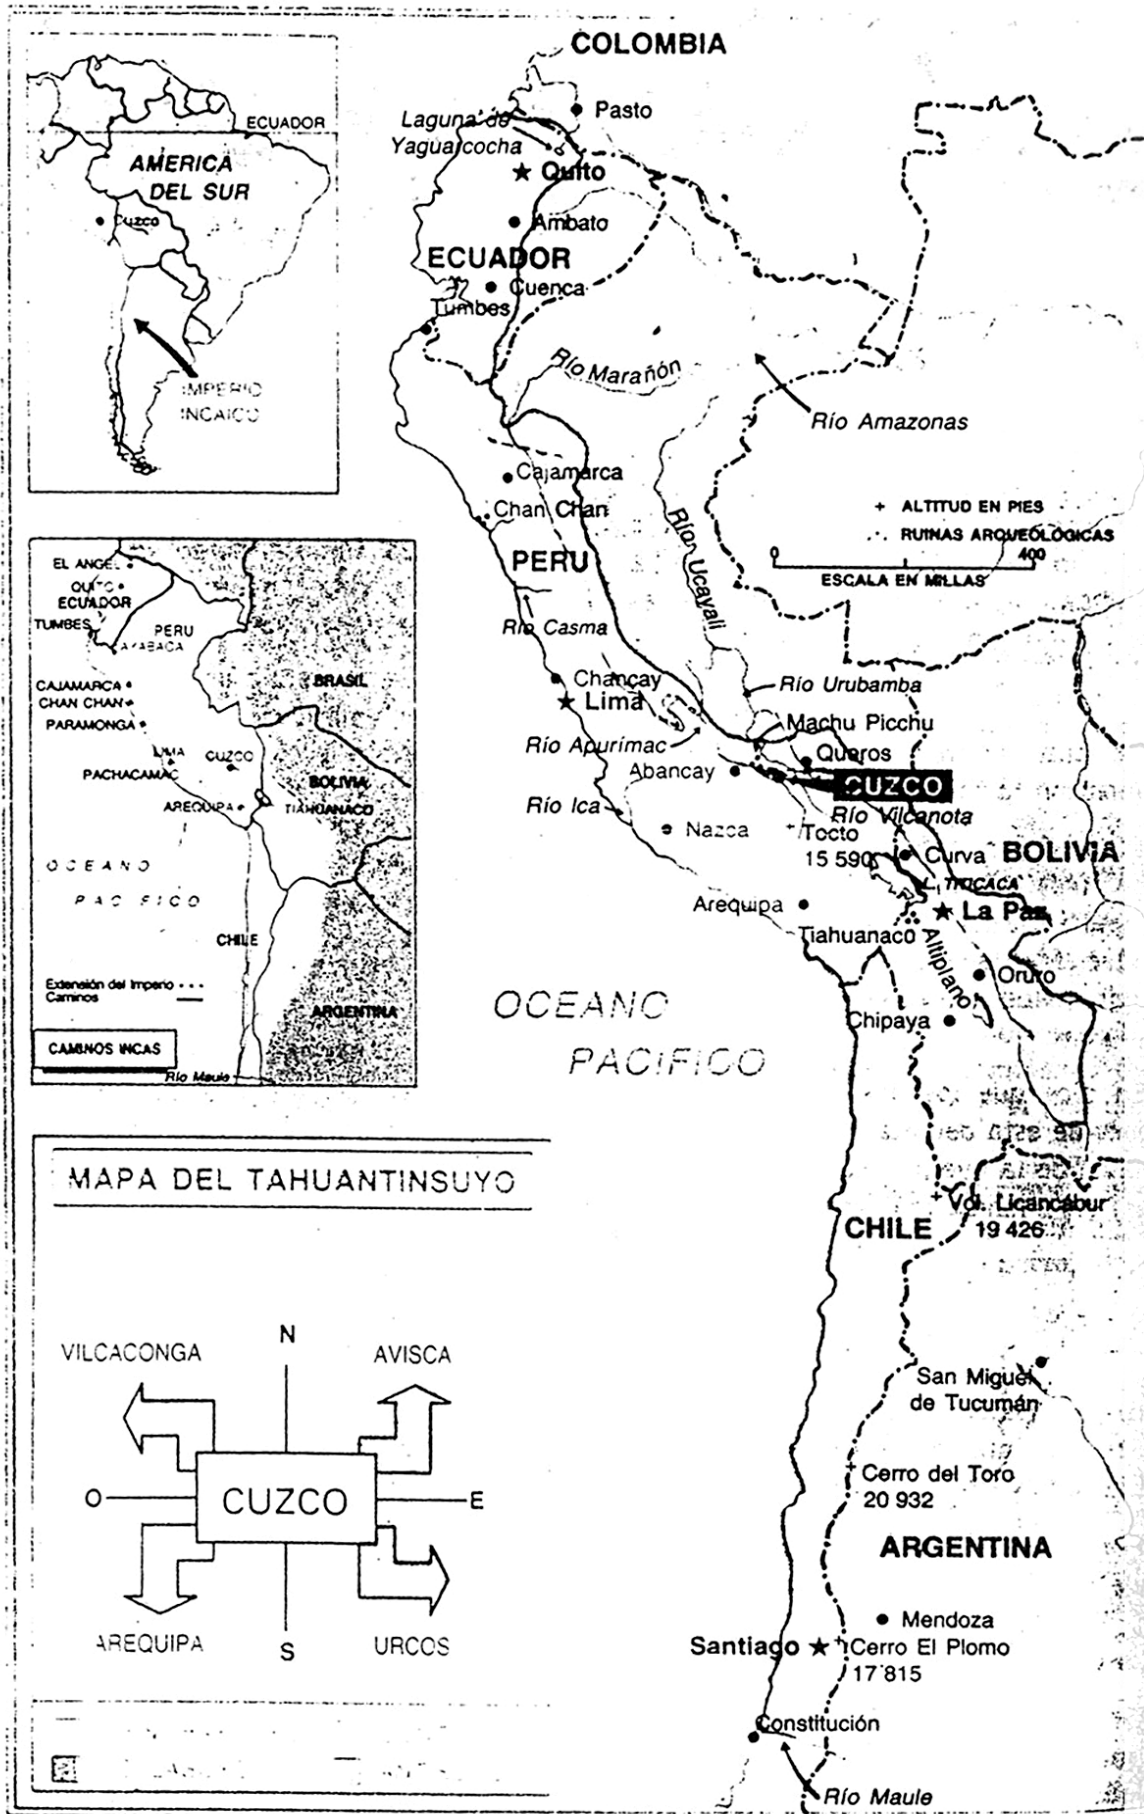 COLOMBIA
Pasto
Laguna de
Yaguarcocha
Quito
Ambato
ECUADOR
Cuenca
Tumbes
Río Marañón
Río Amazonas
Cajamarca
Chan Chan
PERU
Río Ucayali
+ ALTITUD EN PIES
RUINAS ARQUEOLOGICAS
0 400
ESCALA EN MILLAS
Río Casma
Chancay
Lima
Río Urubamba
Machu Picchu
Río Apurimac
Queros
Abancay
CUZCO
Río Ica
Río Vilcanota
Nazca
Tocto
15 590
Curva
BOLIVIA
L. TITICACA
Arequipa
La Paz
Tiahuanaco
Altiplano
Oruro
Chipaya
OCEANO
PACIFICO
Vol. Licancabur
19 426
CHILE
San Miguel
de Tucumán
Cerro del Toro
20 932
ARGENTINA
Mendoza
Santiago
Cerro El Plomo
17 815
Constitución
Río Maule
ECUADOR
AMERICA
DEL SUR
Cuzco
IMPERIO
INCAICO
EL ANGEL
QUITO
ECUADOR
TUMBES
PERU
AYABACA
CAJAMARCA
CHAN CHAN
PARAMONGA
BRASIL
LIMA
CUZCO
PACHACAMAC
BOLIVIA
AREQUIPA
TIAHUANACO
OCEANO
PACIFICO
CHILE
Extensión del Imperio
Caminos
ARGENTINA
CAMINOS INCAS
Río Maule
MAPA DEL TAHUANTINSUYO
N
VILCACONGA
AVISCA
O
CUZCO
E
AREQUIPA
S
URCOS